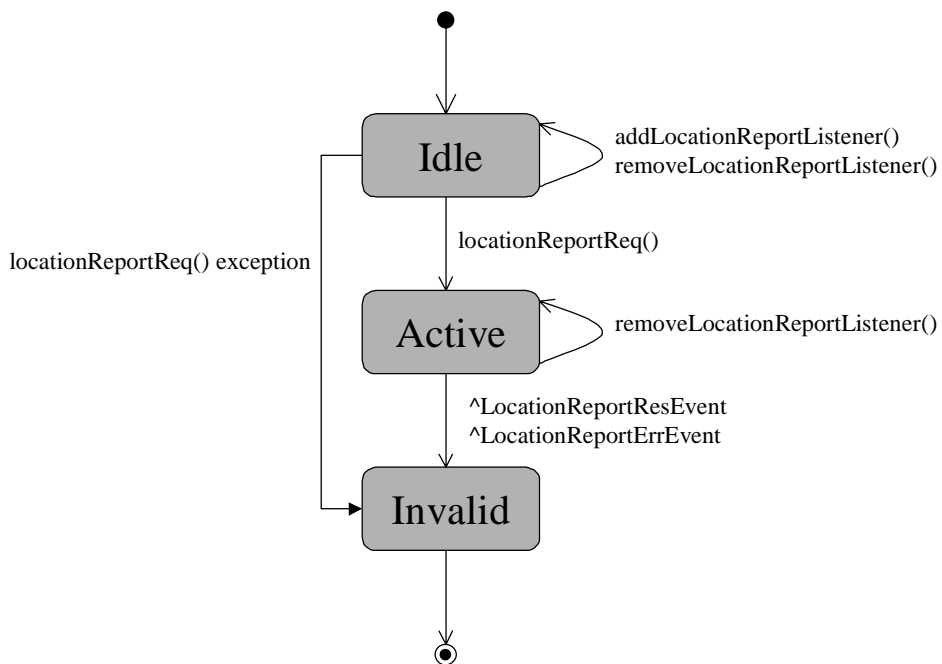 Idle
addLocationReportListener()
removeLocationReportListener()
locationReportReq()
locationReportReq() exception
Active
removeLocationReportListener()
^LocationReportResEvent
^LocationReportErrEvent
Invalid